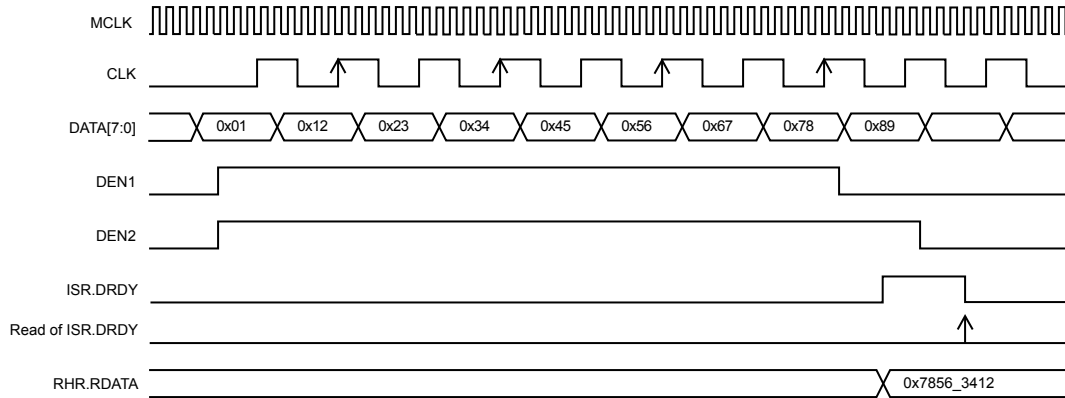 MCLK
CLK
DATA[7:0] 0x01 0x12 0x23 0x34 0x45 0x56 0x67 0x78 0x89
DEN1
DEN2
ISR.DRDY
Read of ISR.DRDY
RHR.RDATA 0x7856_3412